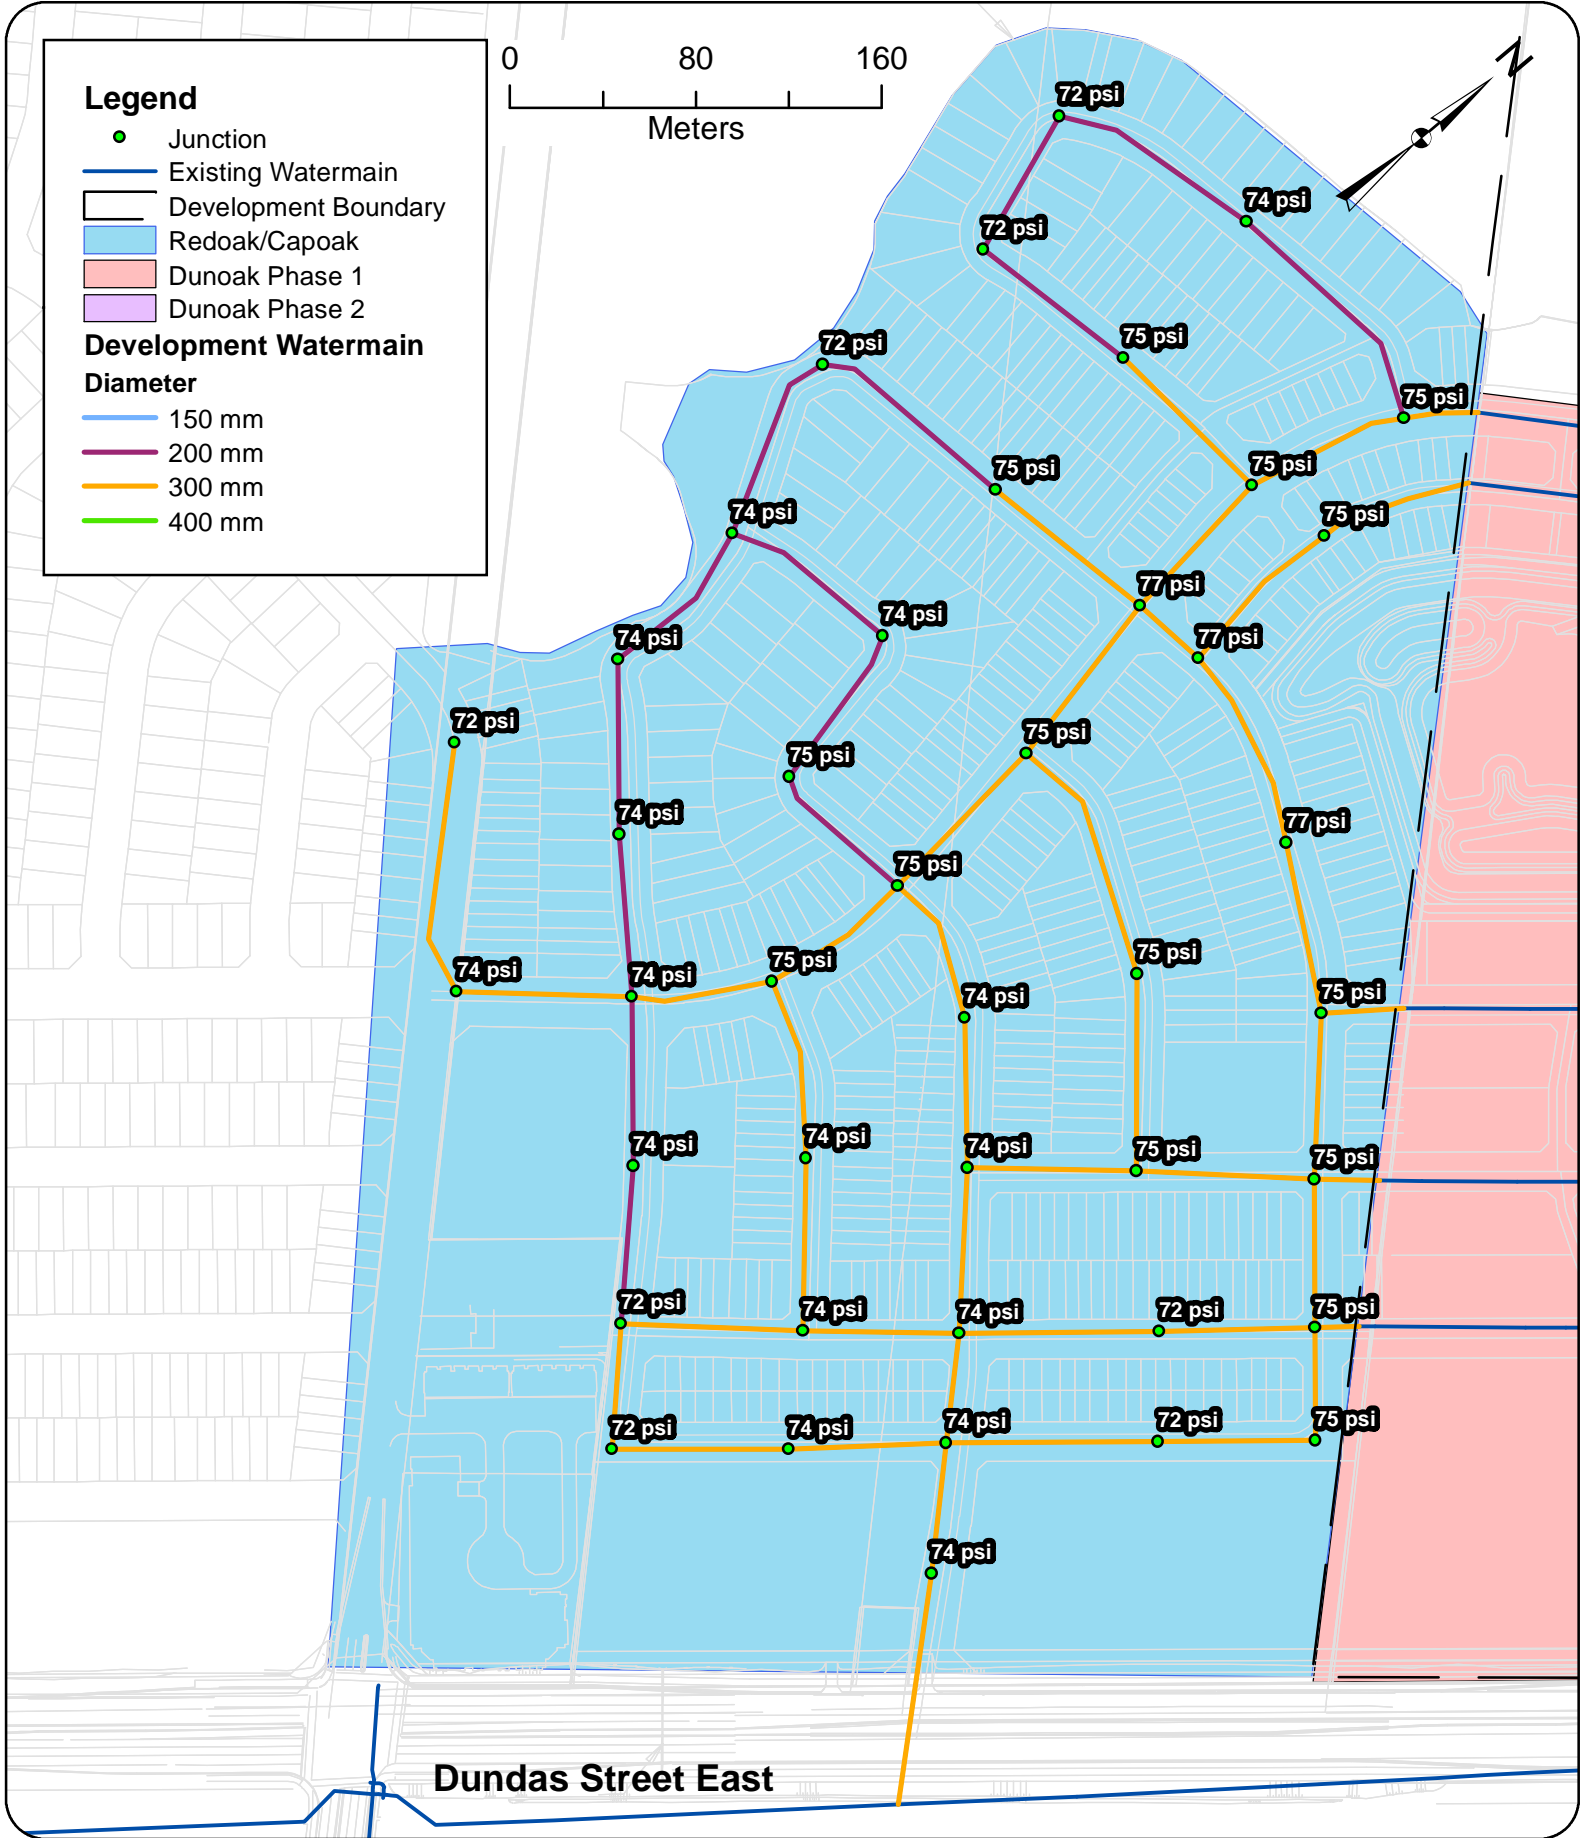 0 80 160
Meters
N
Legend
Junction
Existing Watermain
Development Boundary
Redoak/Capoak
Dunoak Phase 1
Dunoak Phase 2
Development Watermain
Diameter
150 mm
200 mm
300 mm
400 mm
72 psi
74 psi
72 psi
75 psi
72 psi
75 psi
75 psi
75 psi
74 psi
75 psi
77 psi
74 psi
77 psi
74 psi
72 psi
75 psi
75 psi
74 psi
77 psi
75 psi
75 psi
75 psi
74 psi
74 psi
74 psi
75 psi
74 psi
74 psi
74 psi
75 psi
75 psi
72 psi
74 psi
74 psi
72 psi
75 psi
72 psi
74 psi
74 psi
72 psi
75 psi
74 psi
Dundas Street East